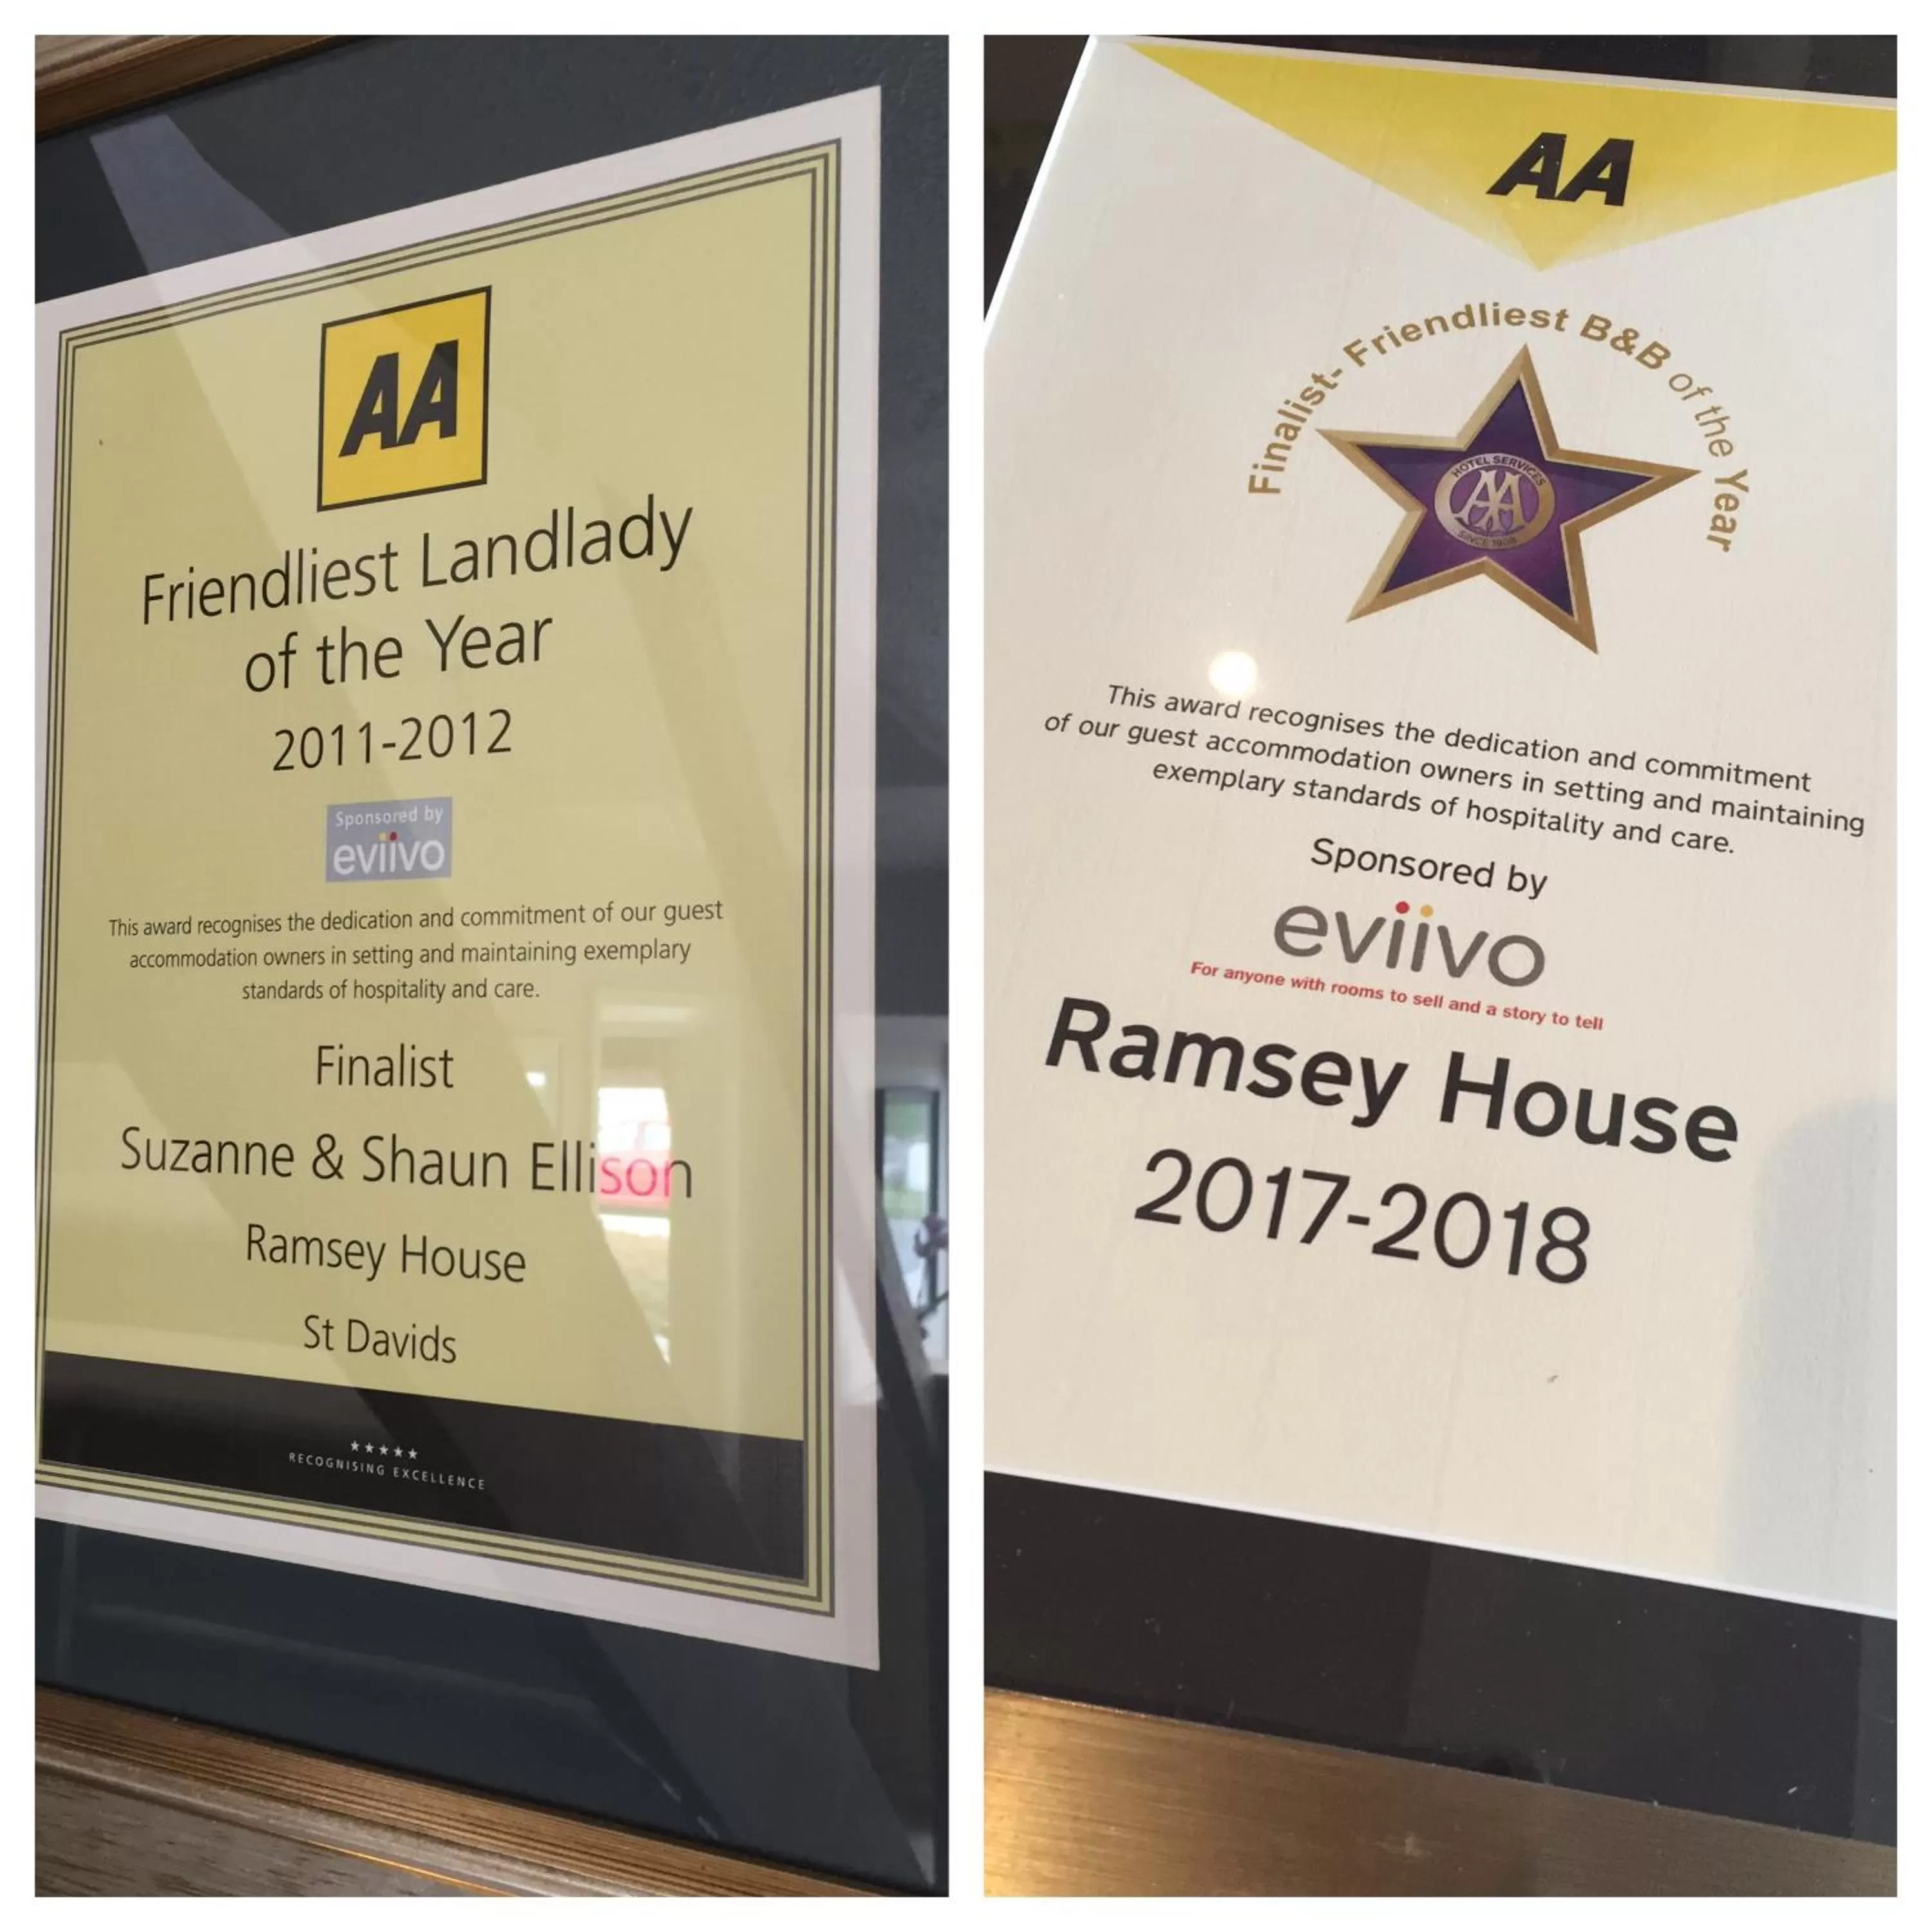 AA
Friendliest Landlady
of the Year
2011-2012
Sponsored by
eviivo
This award recognises the dedication and commitment of our guest
accommodation owners in setting and maintaining exemplary
standards of hospitality and care.
Finalist
Suzanne & Shaun Ellison
Ramsey House
St Davids
RECOGNISING EXCELLENCE
AA
Finalist- Friendliest B&B of the Year
HOTEL SERVICES
AA
SINCE 1908
This award recognises the dedication and commitment
of our guest accommodation owners in setting and maintaining
exemplary standards of hospitality and care.
Sponsored by
eviivo
For anyone with rooms to sell and a story to tell
Ramsey House
2017-2018